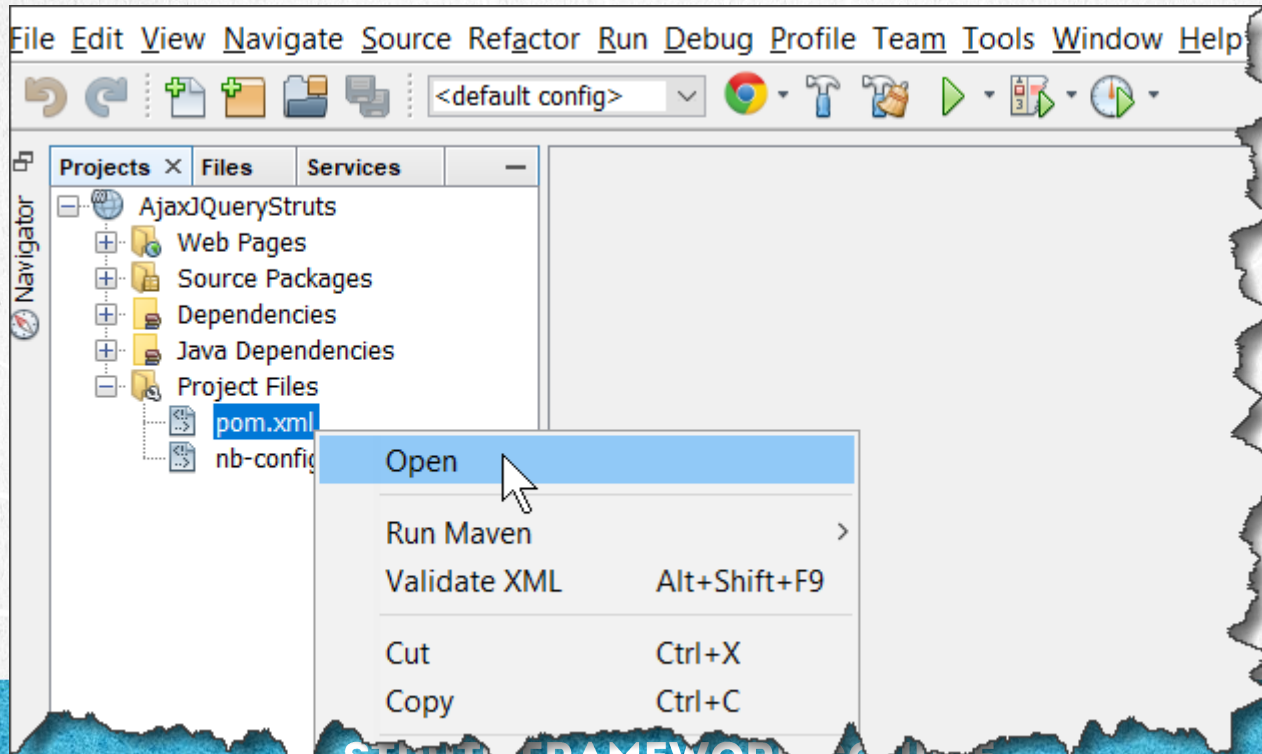 File Edit View Navigate Source Refactor Run Debug Profile Team Tools Window Help
<default config>
Projects Files Services
Navigator
AjaxJQueryStruts
Web Pages
Source Packages
Dependencies
Java Dependencies
Project Files
pom.xml
nb-config
Open
Run Maven
Validate XML Alt+Shift+F9
Cut Ctrl+X
Copy Ctrl+C